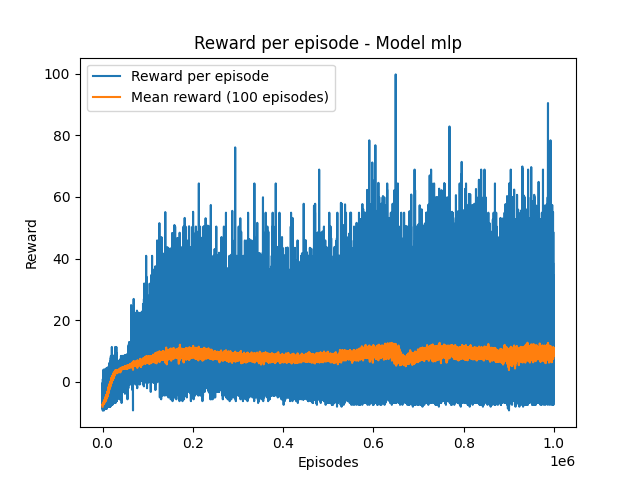 Reward per episode - Model mlp
Reward per episode
Mean reward (100 episodes)
100
80
60
40
20
0
Reward
0.0 0.2 0.4 0.6 0.8 1.0
1e6
Episodes